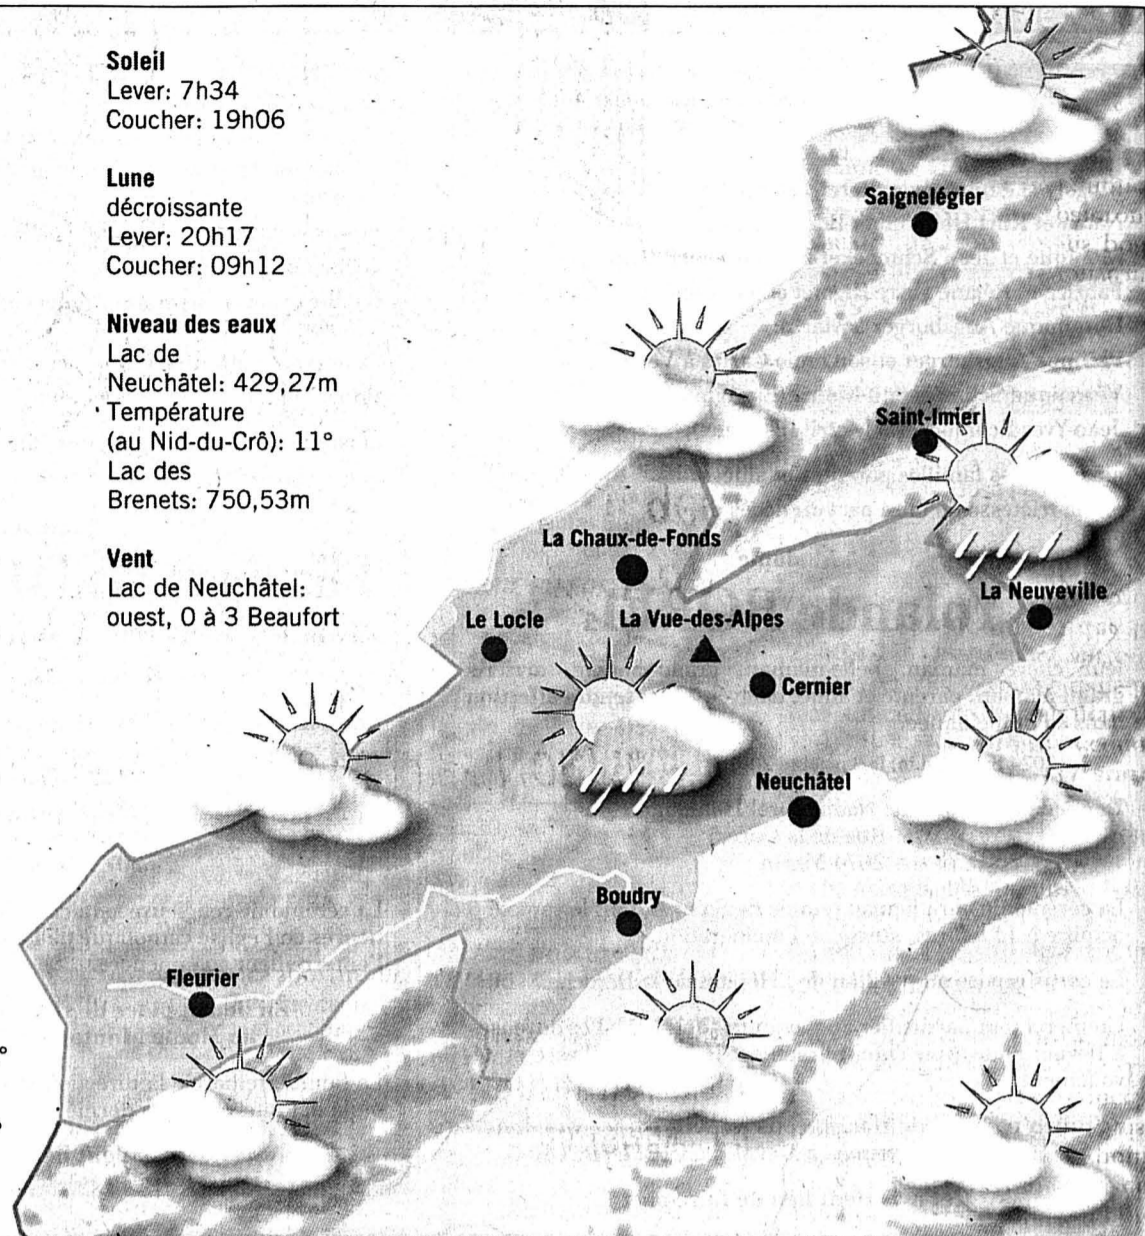 Soleil
Lever: 7h34
Coucher: 19h06
Lune
décroissante
Lever: 20h17
Coucher: 09h12
Niveau des eaux
Lac de
Neuchâtel: 429,27m
Température
(au Nid-du-Crô): 11°
Lac des
Brenets: 750,53m
Vent
Lac de Neuchâtel:
ouest, 0 à 3 Beaufort
Saignelégier
Saint-Imier
La Chaux-de-Fonds
La Neuveville
Le Locle
La Vue-des-Alpes
Cernier
Neuchâtel
Boudry
Fleurier